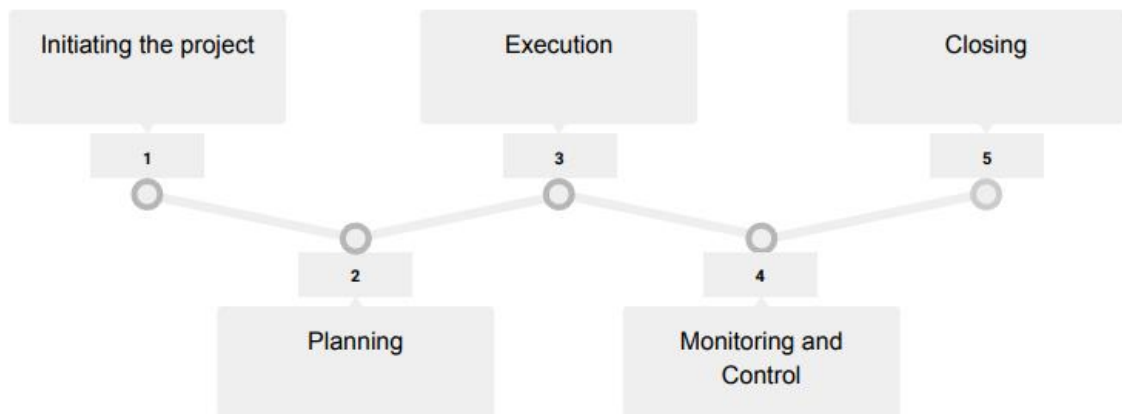 Initiating the project
1
2
Planning
Execution
3
4
Monitoring and
Control
Closing
5